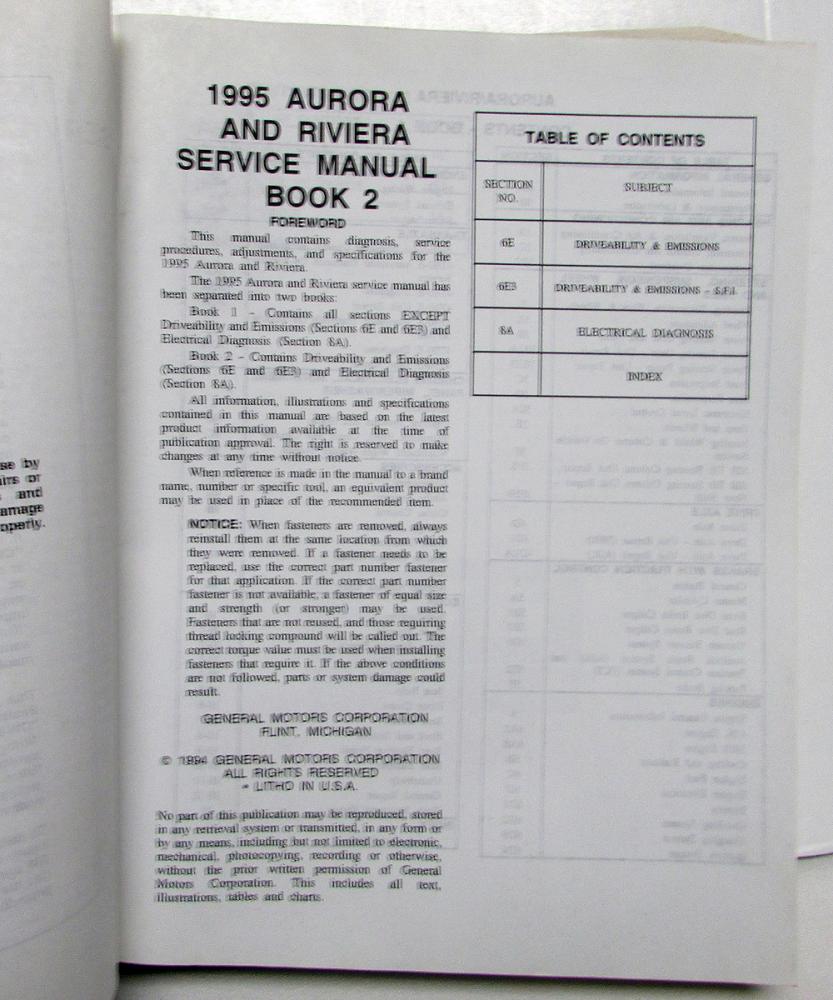 1995 AURORA
AND RIVIERA
SERVICE MANUAL
BOOK 2
FOREWORD
This manual contains diagnosis, service
procedures, adjustments, and specifications for the
1995 Aurora and Riviera.
The 1995 Aurora and Riviera service manual has
been separated into two books:
Book 1 - Contains all sections EXCEPT
Driveability and Emissions (Sections 6E and 6E3) and
Electrical Diagnosis (Section 8A).
Book 2 - Contains Driveability and Emissions
(Sections 6E and 6E3) and Electrical Diagnosis
(Section 8A).
All information, illustrations and specifications
contained in this manual are based on the latest
product information available at the time of
publication approval. The right is reserved to make
changes at any time without notice.
When reference is made in the manual to a brand
name, number or specific tool, an equivalent product
may be used in place of the recommended item.
NOTICE: When fasteners are removed, always
reinstall them at the same location from which
they were removed. If a fastener needs to be
replaced, use the correct part number fastener
for that application. If the correct part number
fastener is not available, a fastener of equal size
and strength (or stronger) may be used.
Fasteners that are not reused, and those requiring
thread locking compound will be called out. The
correct torque value must be used when installing
fasteners that require it. If the above conditions
are not followed, parts or system damage could
result.
GENERAL MOTORS CORPORATION
FLINT, MICHIGAN
© 1994 GENERAL MOTORS CORPORATION
ALL RIGHTS RESERVED
- LITHO IN U.S.A.
No part of this publication may be reproduced, stored
in any retrieval system or transmitted, in any form or
by any means, including but not limited to electronic,
mechanical, photocopying, recording or otherwise,
without the prior written permission of General
Motors Corporation. This includes all text,
illustrations, tables and charts.
TABLE OF CONTENTS
SECTION NO. SUBJECT
6E DRIVEABILITY & EMISSIONS
6E3 DRIVEABILITY & EMISSIONS - S.F.I.
8A ELECTRICAL DIAGNOSIS
INDEX
se by
airs or
and
amage
operly.